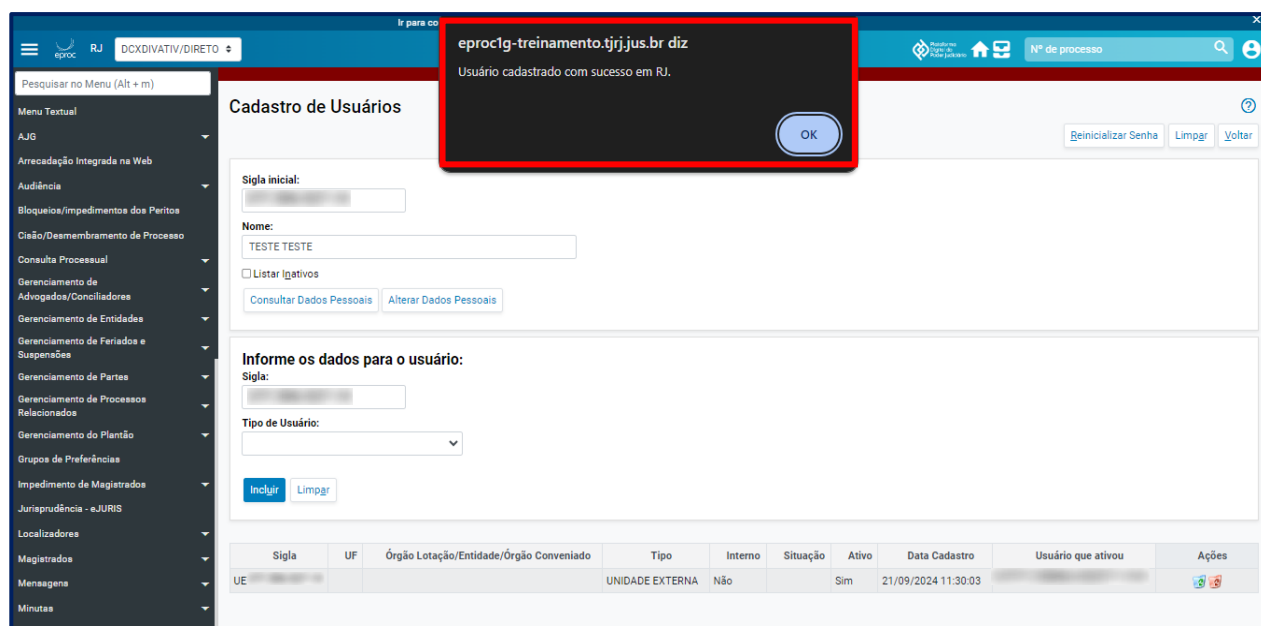 Ir para co
eproc
RJ
DCXDIVATIV/DIRETO
Nº de processo
eproc1g-treinamento.tjrj.jus.br diz
Usuário cadastrado com sucesso em RJ.
OK
Pesquisar no Menu (Alt + m)
Menu Textual
AJG
Arrecadação Integrada na Web
Audiência
Bloqueios/impedimentos dos Peritos
Cisão/Desmembramento de Processo
Consulta Processual
Gerenciamento de
Advogados/Conciliadores
Gerenciamento de Entidades
Gerenciamento de Feriados e
Suspensões
Gerenciamento de Partes
Gerenciamento de Processos
Relacionados
Gerenciamento do Plantão
Grupos de Preferências
Impedimento de Magistrados
Jurisprudência - eJURIS
Localizadores
Magistrados
Mensagens
Minutas
Cadastro de Usuários
Reinicializar Senha Limpar Voltar
Sigla inicial:
Nome:
TESTE TESTE
Listar Inativos
Consultar Dados Pessoais Alterar Dados Pessoais
Informe os dados para o usuário:
Sigla:
Tipo de Usuário:
Incluir Limpar
Sigla UF Órgão Lotação/Entidade/Órgão Conveniado Tipo Interno Situação Ativo Data Cadastro Usuário que ativou Ações
UE UNIDADE EXTERNA Não Sim 21/09/2024 11:30:03